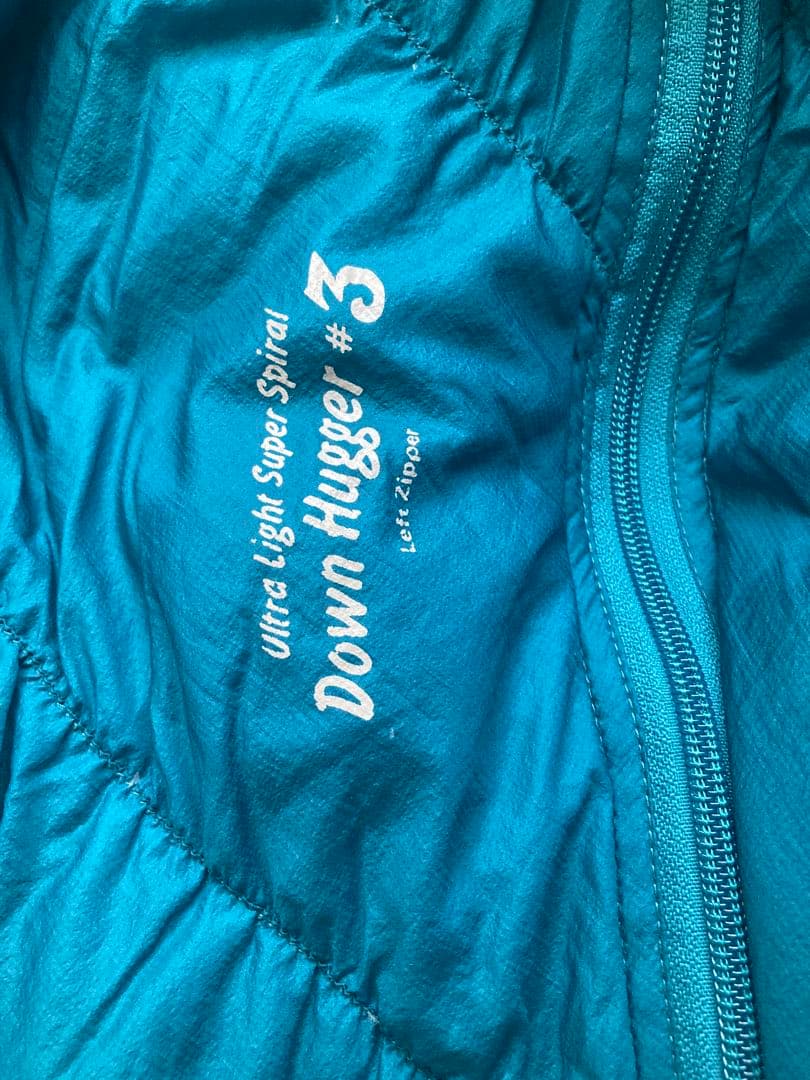 Ultra Light Super Spiral
Down Hugger #3
Left Zipper